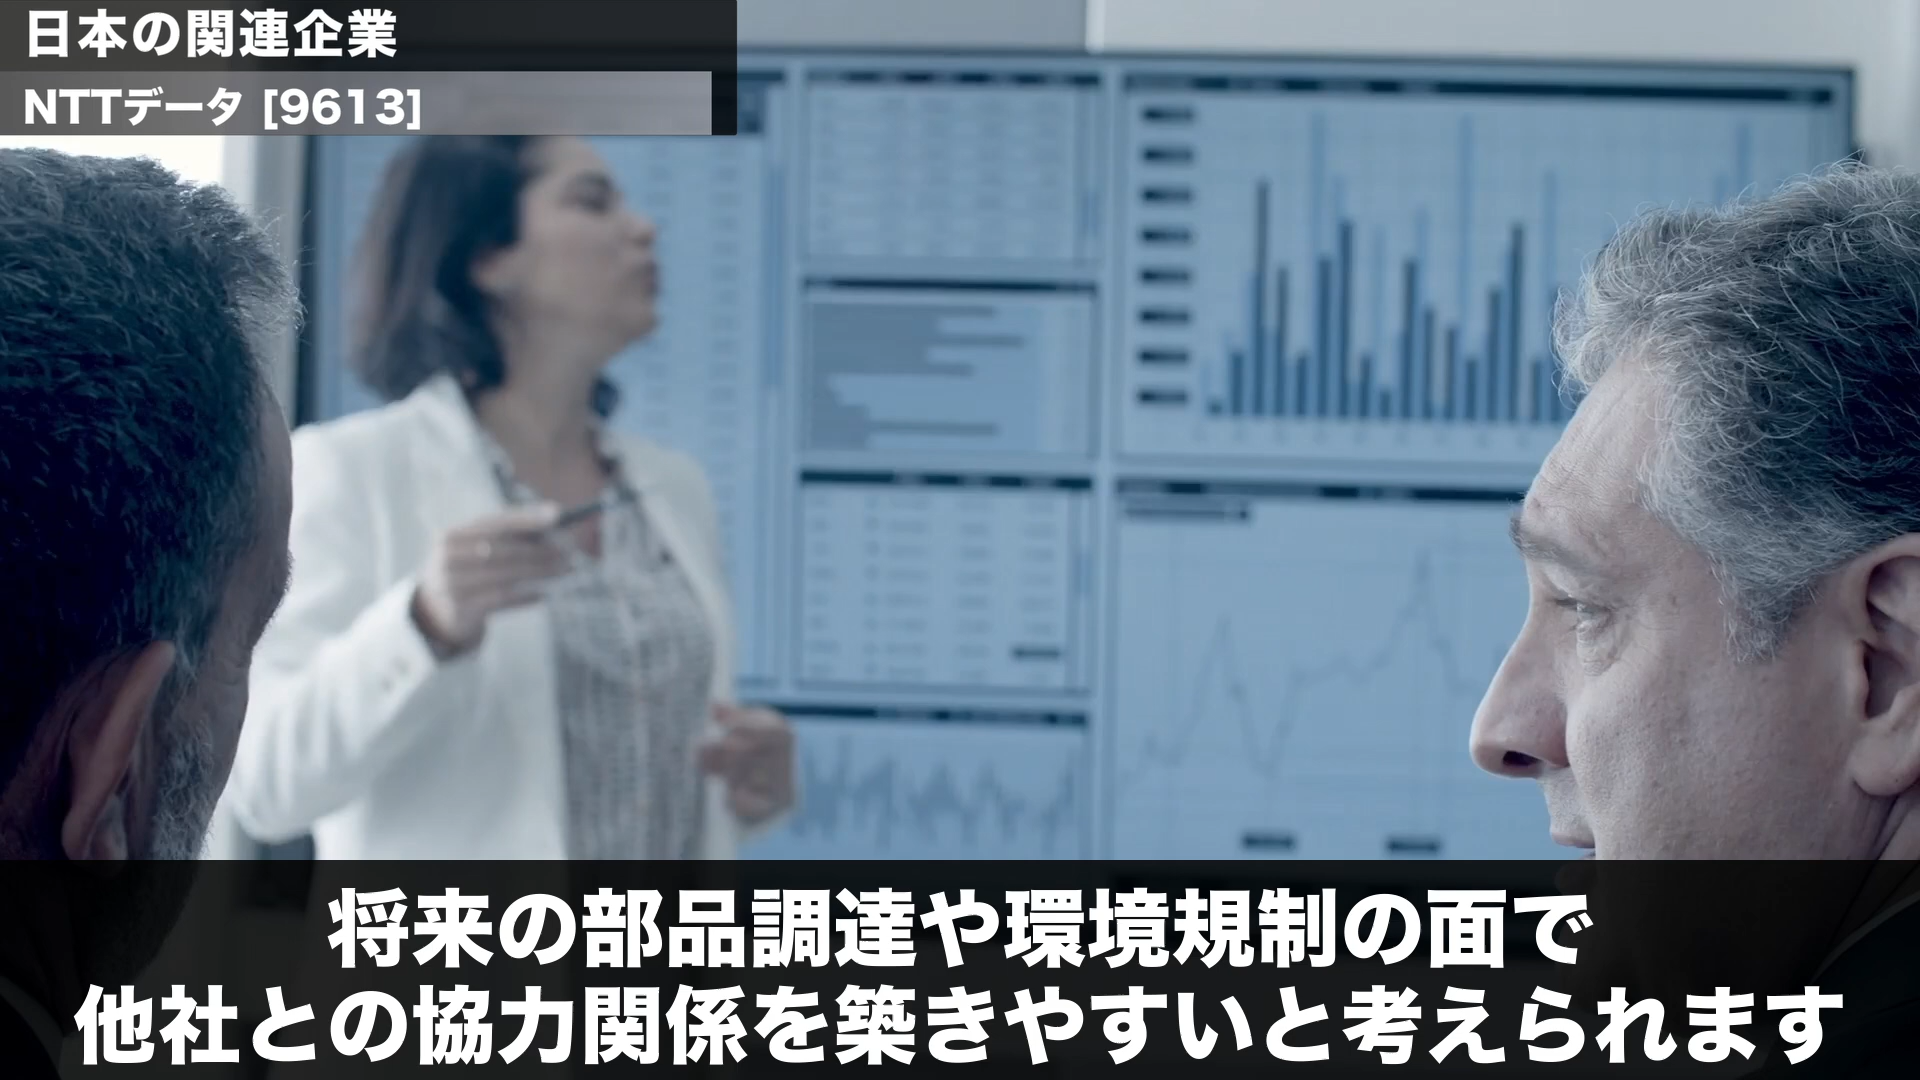 日本の関連企業
NTTデータ [9613]
将来の部品調達や環境規制の面で
他社との協力関係を築きやすいと考えられます